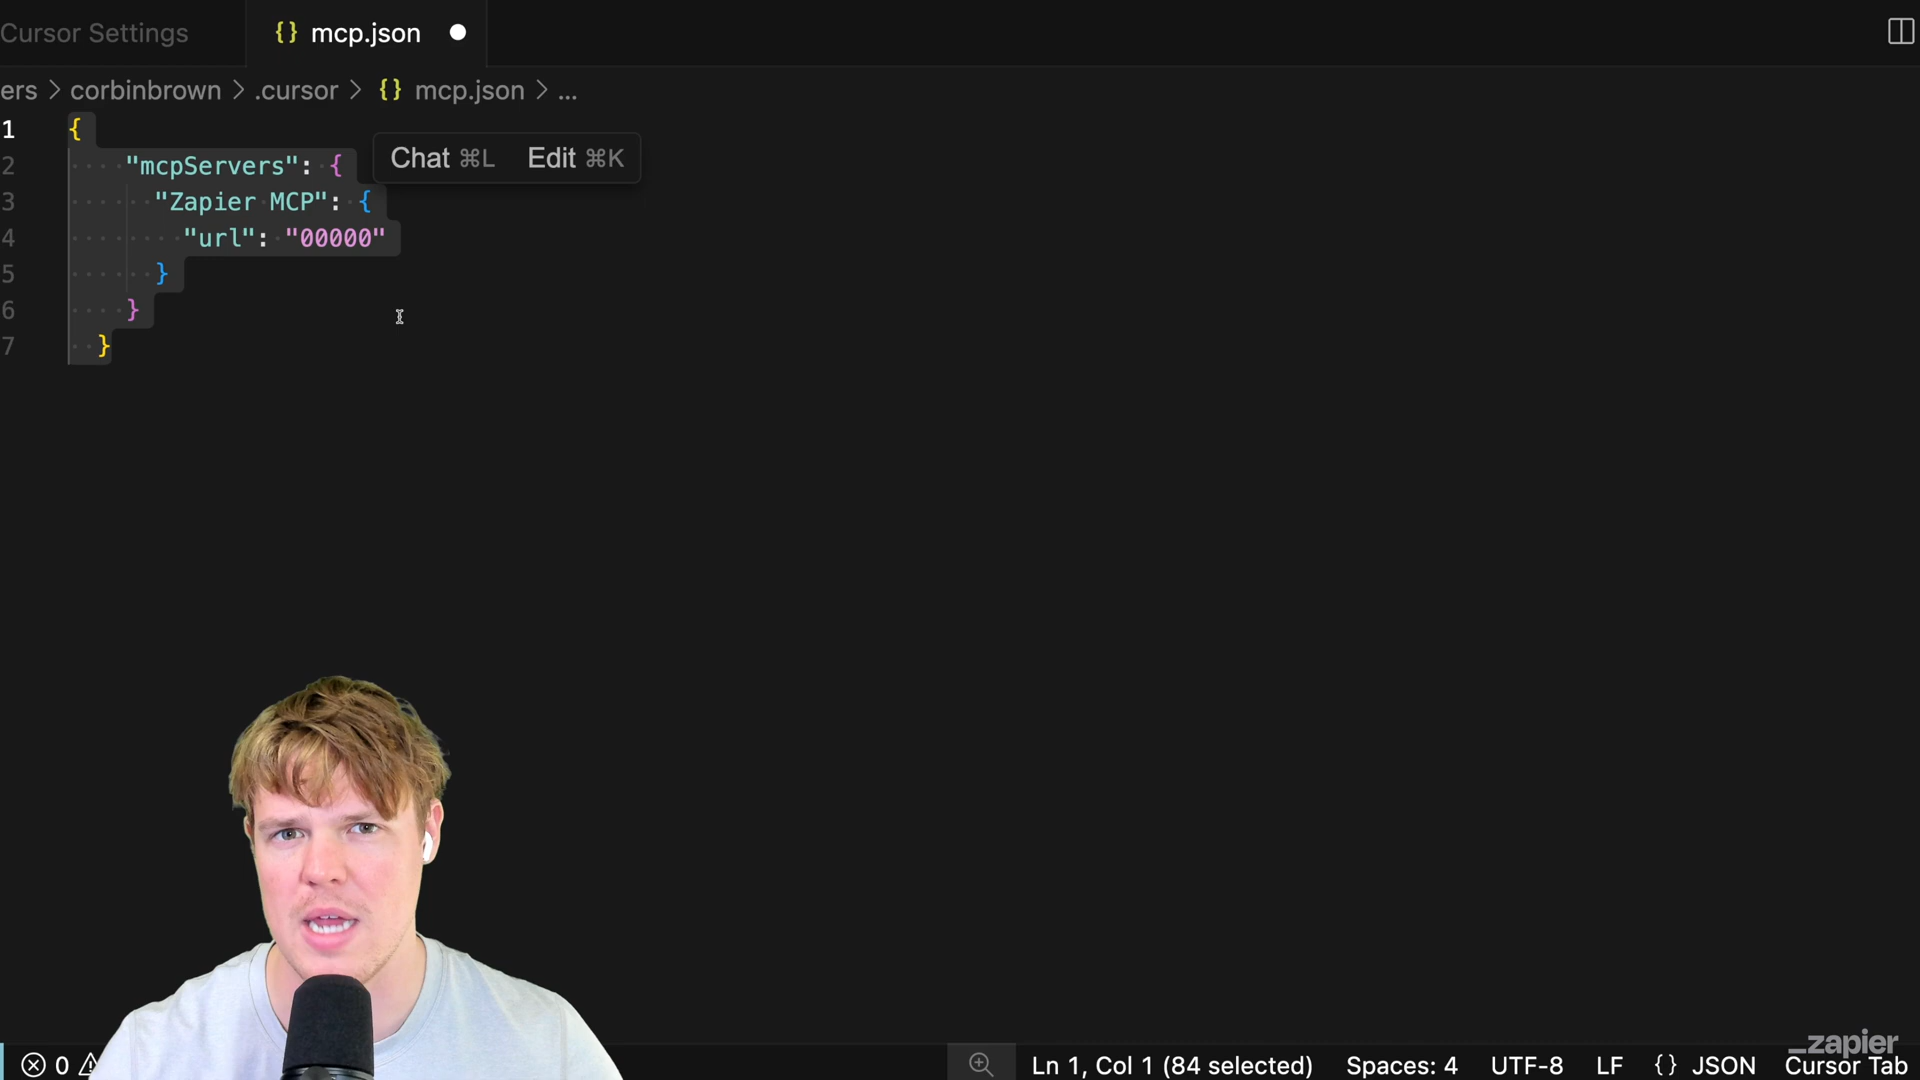 Cursor Settings
{} mcp.json
ers > corbinbrown > .cursor > {} mcp.json > ...
1 {
Chat ⌘L Edit ⌘K
2 "mcpServers": {
3 "Zapier MCP": {
4 "url": "00000"
5 }
6 }
7 }
_zapier
0
Ln 1, Col 1 (84 selected)
Spaces: 4
UTF-8
LF
{} JSON
Cursor Tab